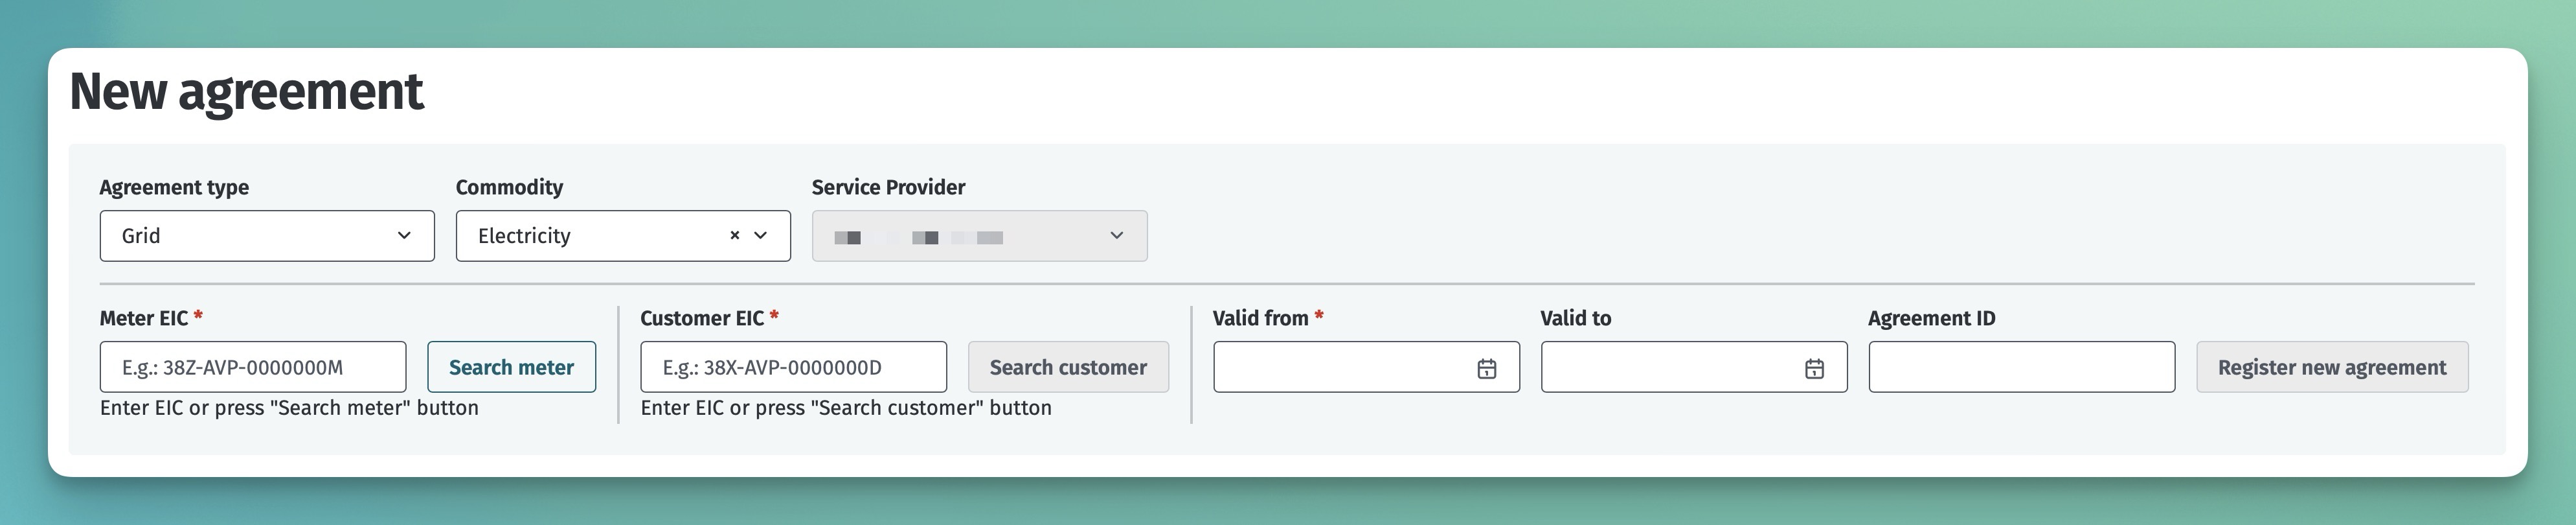 New agreement
Agreement type
Commodity
Service Provider
Grid
Electricity
Meter EIC *
Customer EIC *
Valid from *
Valid to
Agreement ID
E.g.: 38Z-AVP-0000000M
Search meter
E.g.: 38X-AVP-0000000D
Search customer
Register new agreement
Enter EIC or press "Search meter" button
Enter EIC or press "Search customer" button